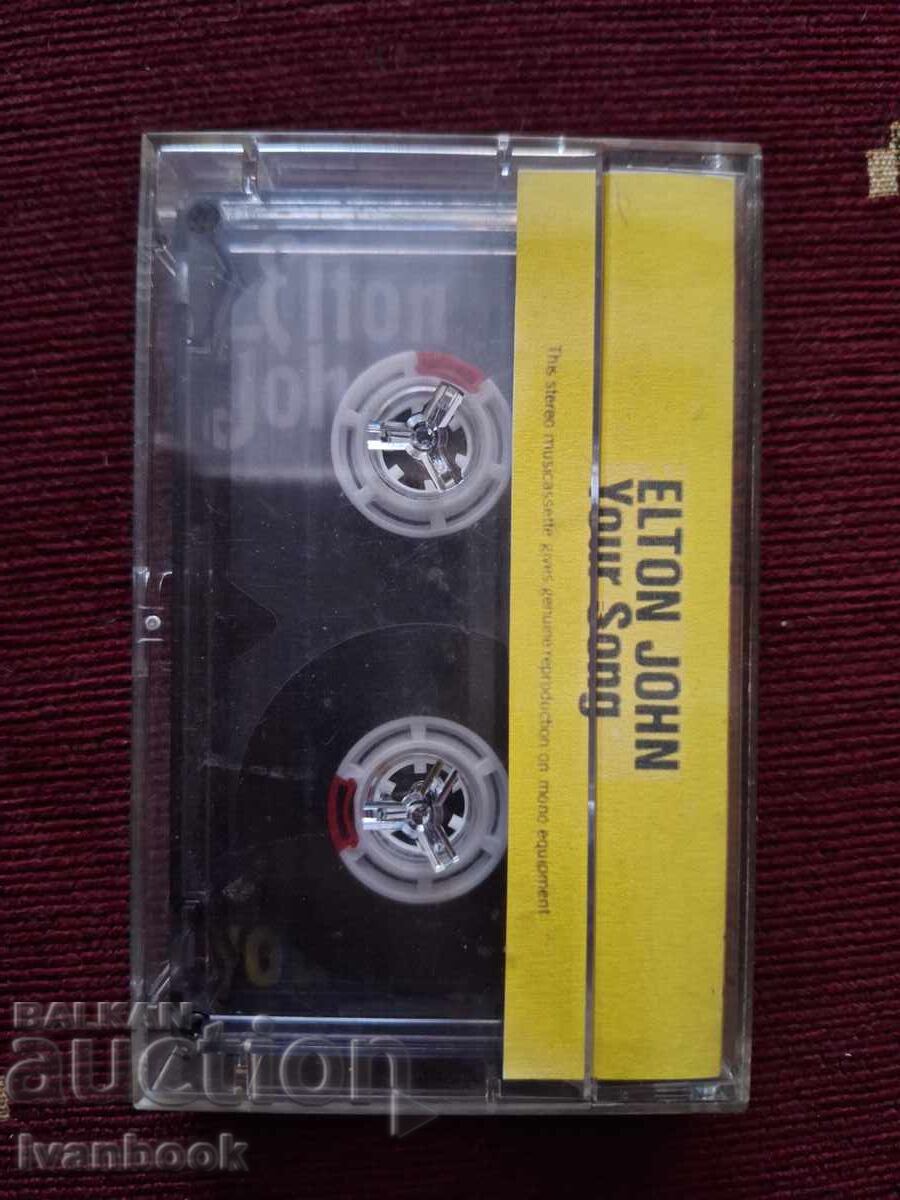 Elton
John
ELTON JOHN
Your Song
This stereo musicassette gives genuine reproduction on mono equipment
BALKAN
auction
Ivanbook